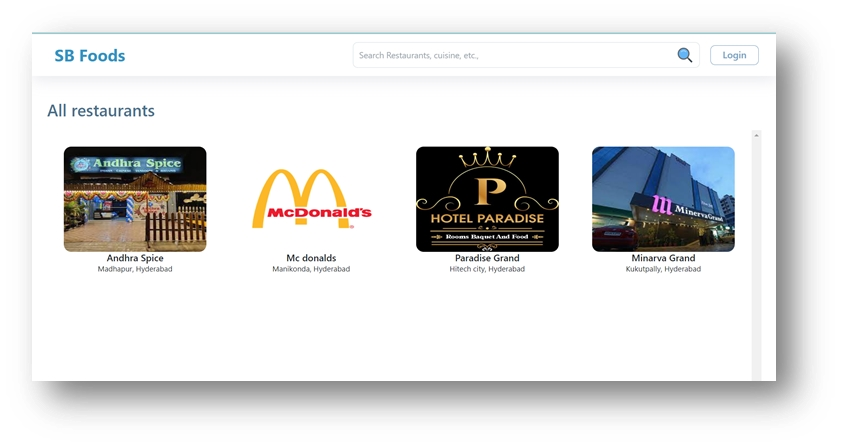 SB Foods
Search Restaurants, cuisine, etc.,
Login
All restaurants
Andhra Spice
McDonald's
P
HOTEL PARADISE
Rooms Baquet And Food
Minerva Grand
Andhra Spice
Mc donalds
Paradise Grand
Minarva Grand
Madhapur, Hyderabad
Manikonda, Hyderabad
Hitech city, Hyderabad
Kukutpally, Hyderabad